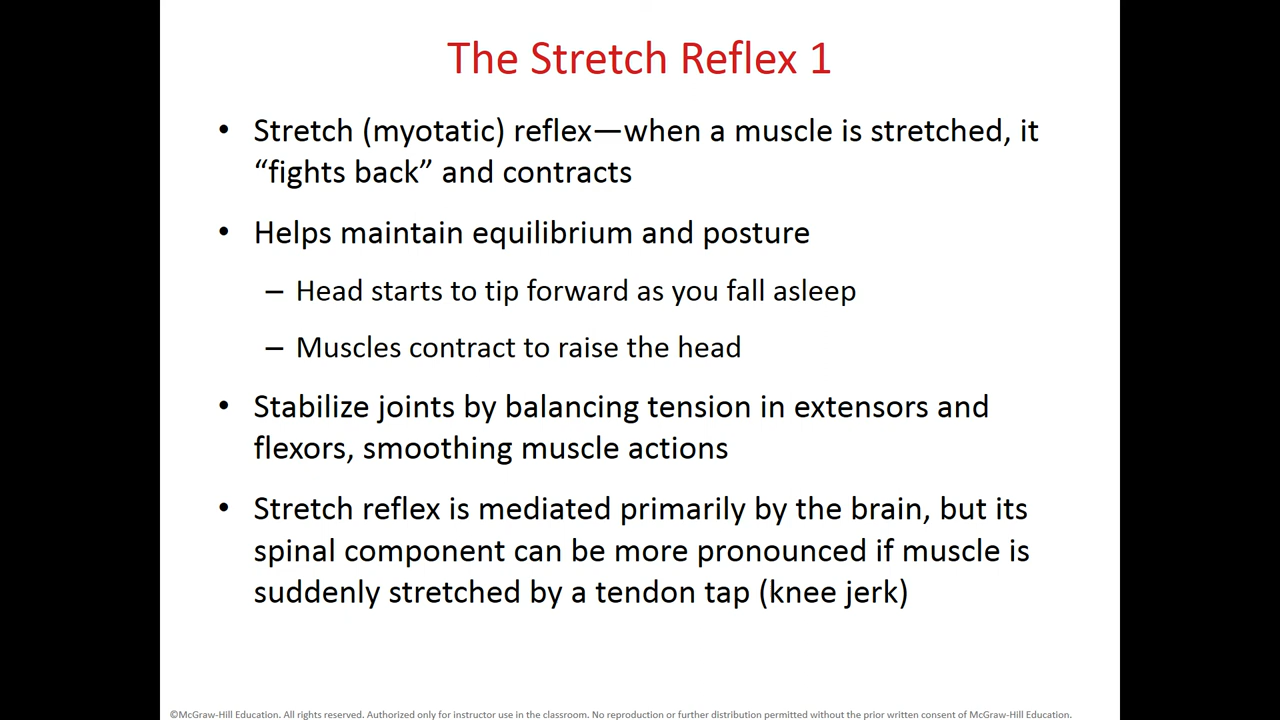 The Stretch Reflex 1
• Stretch (myotatic) reflex—when a muscle is stretched, it
“fights back” and contracts
• Helps maintain equilibrium and posture
– Head starts to tip forward as you fall asleep
– Muscles contract to raise the head
• Stabilize joints by balancing tension in extensors and
flexors, smoothing muscle actions
• Stretch reflex is mediated primarily by the brain, but its
spinal component can be more pronounced if muscle is
suddenly stretched by a tendon tap (knee jerk)
©McGraw-Hill Education. All rights reserved. Authorized only for instructor use in the classroom. No reproduction or further distribution permitted without the prior written consent of McGraw-Hill Education.